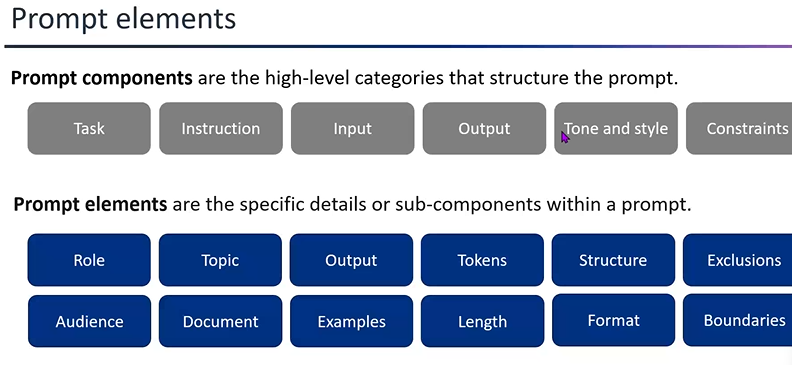 Prompt elements
Prompt components are the high-level categories that structure the prompt.
Task Instruction Input Output Tone and style Constraints
Prompt elements are the specific details or sub-components within a prompt.
Role Topic Output Tokens Structure Exclusions
Audience Document Examples Length Format Boundaries